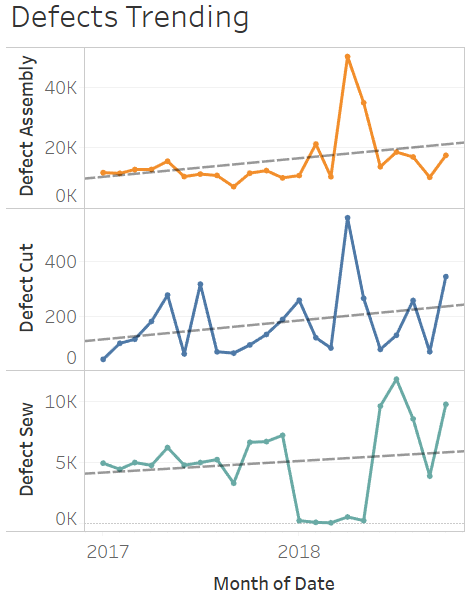 Defects Trending
Defect Assembly
40K
20K
0K
Defect Cut
400
200
0
Defect Sew
10K
5K
0K
2017 2018
Month of Date